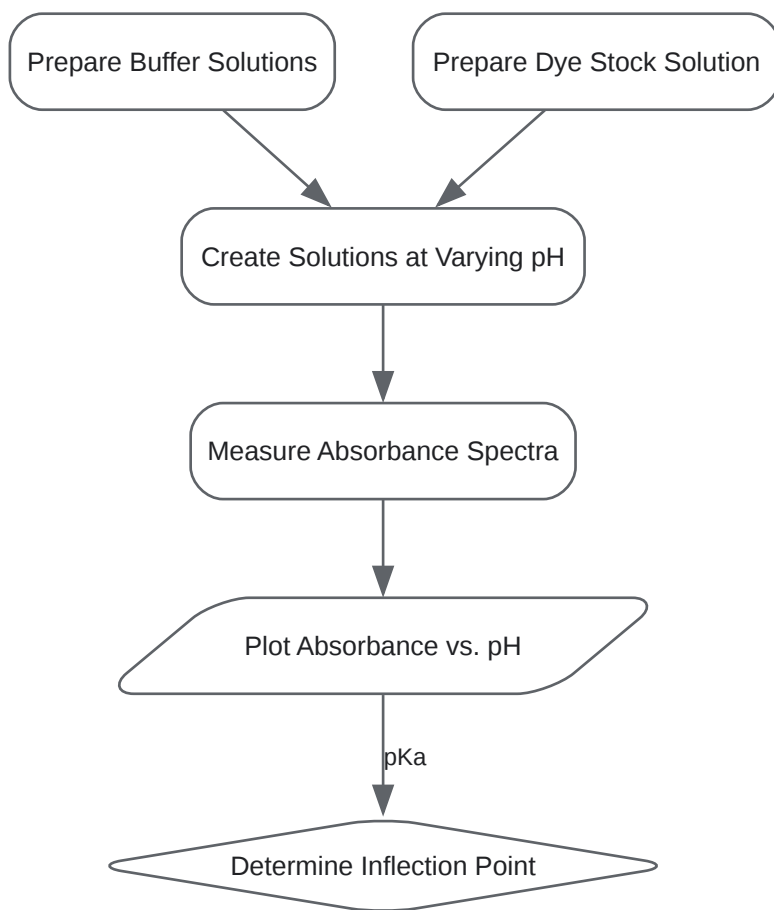 Prepare Buffer Solutions
Prepare Dye Stock Solution
Create Solutions at Varying pH
Measure Absorbance Spectra
Plot Absorbance vs. pH
pKa
Determine Inflection Point